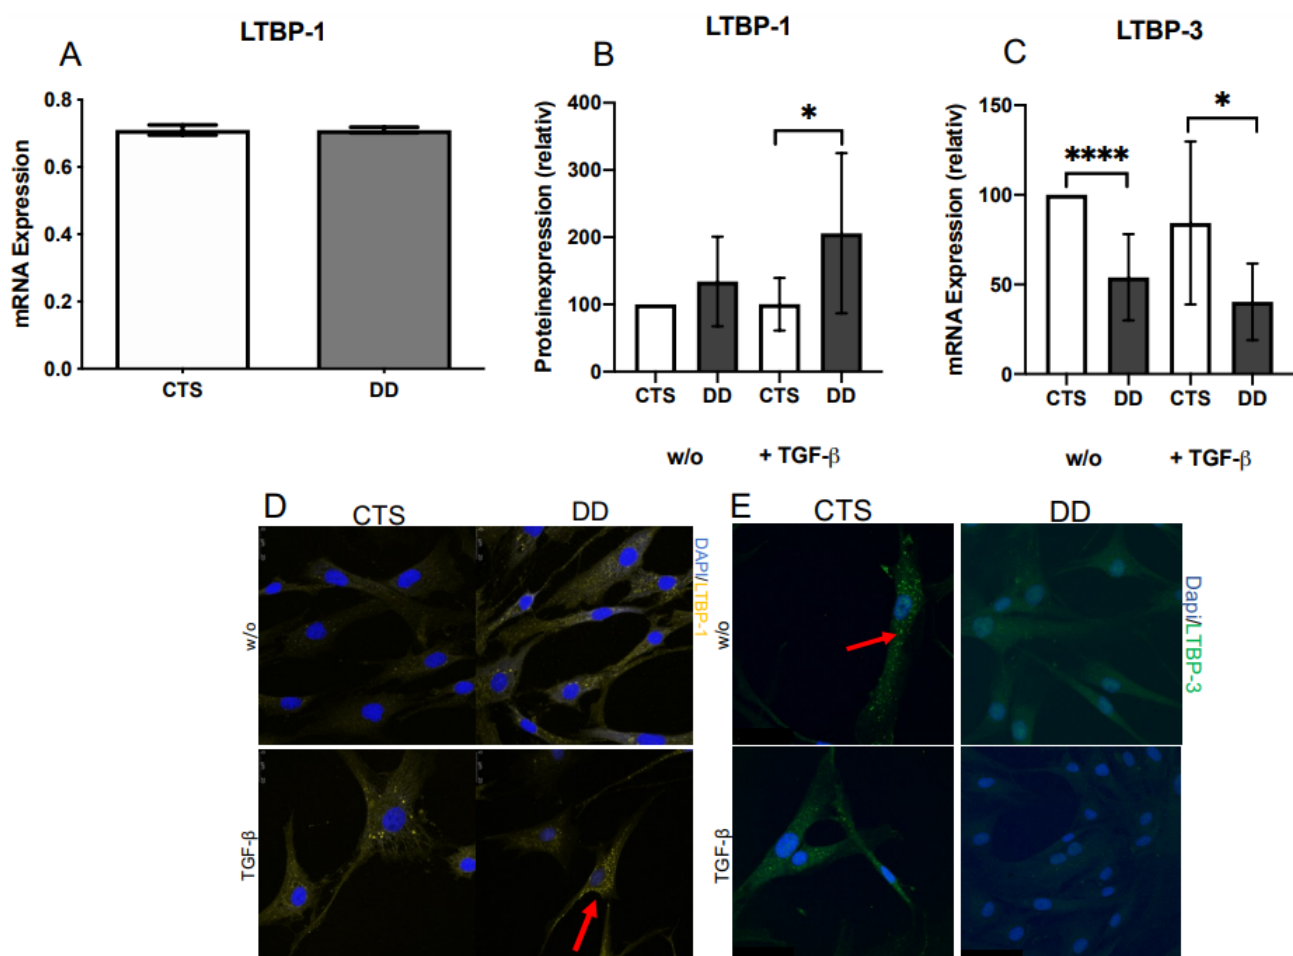 LTBP-1
A
mRNA Expression
0.8
0.6
0.4
0.2
0.0
CTS
DD
LTBP-1
B
Proteinexpression (relativ)
400
300
200
100
0
*
CTS
DD
CTS
DD
w/o
+ TGF-β
LTBP-3
C
mRNA Expression (relativ)
150
100
50
0
****
*
CTS
DD
CTS
DD
w/o
+ TGF-β
D
CTS
DD
w/o
TGF-β
DAPI/LTBP-1
E
CTS
DD
w/o
TGF-β
Dapi/LTBP-3